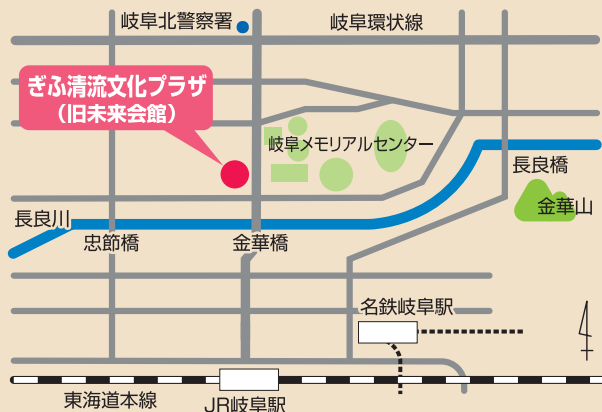 岐阜北警察署
岐阜環状線
ぎふ清流文化プラザ
(旧未来会館)
岐阜メモリアルセンター
長良橋
金華山
長良川
忠節橋
金華橋
名鉄岐阜駅
東海道本線
JR岐阜駅